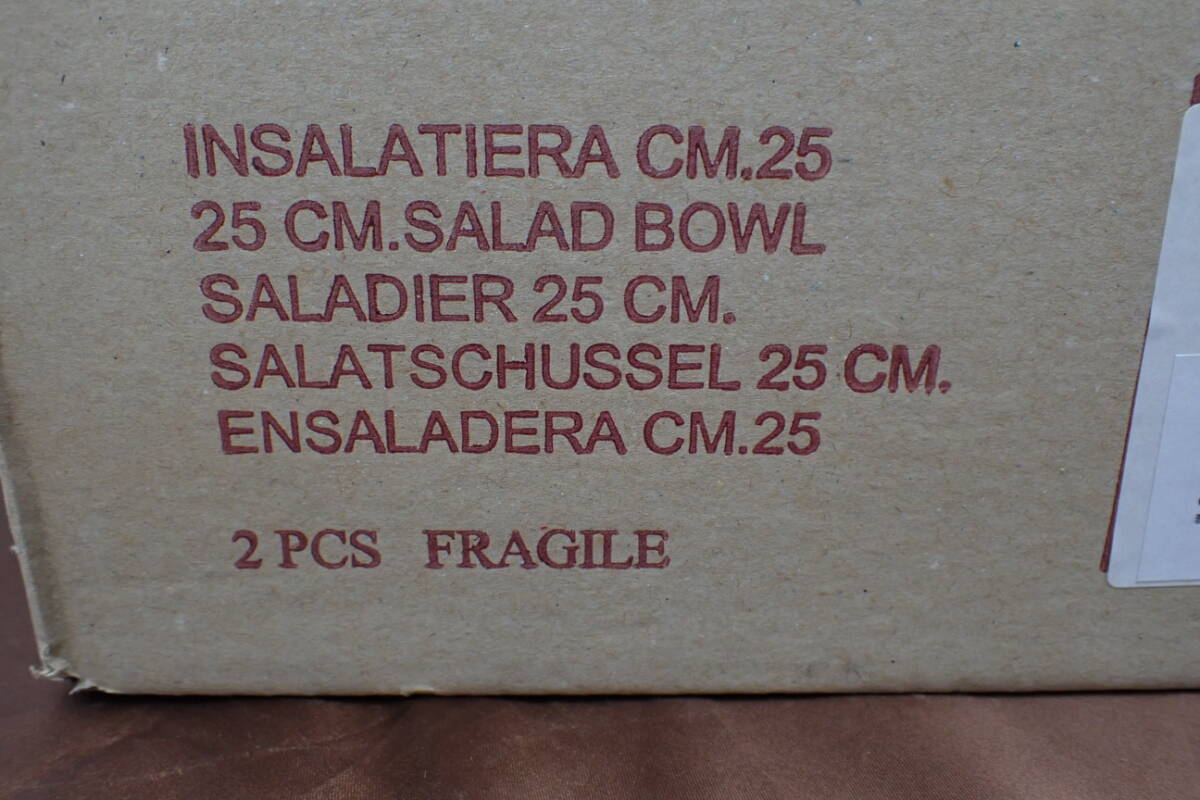 INSALATIERA CM.25
25 CM.SALAD BOWL
SALADIER 25 CM.
SALATSCHUSSEL 25 CM.
ENSALADERA CM.25
2 PCS FRAGILE